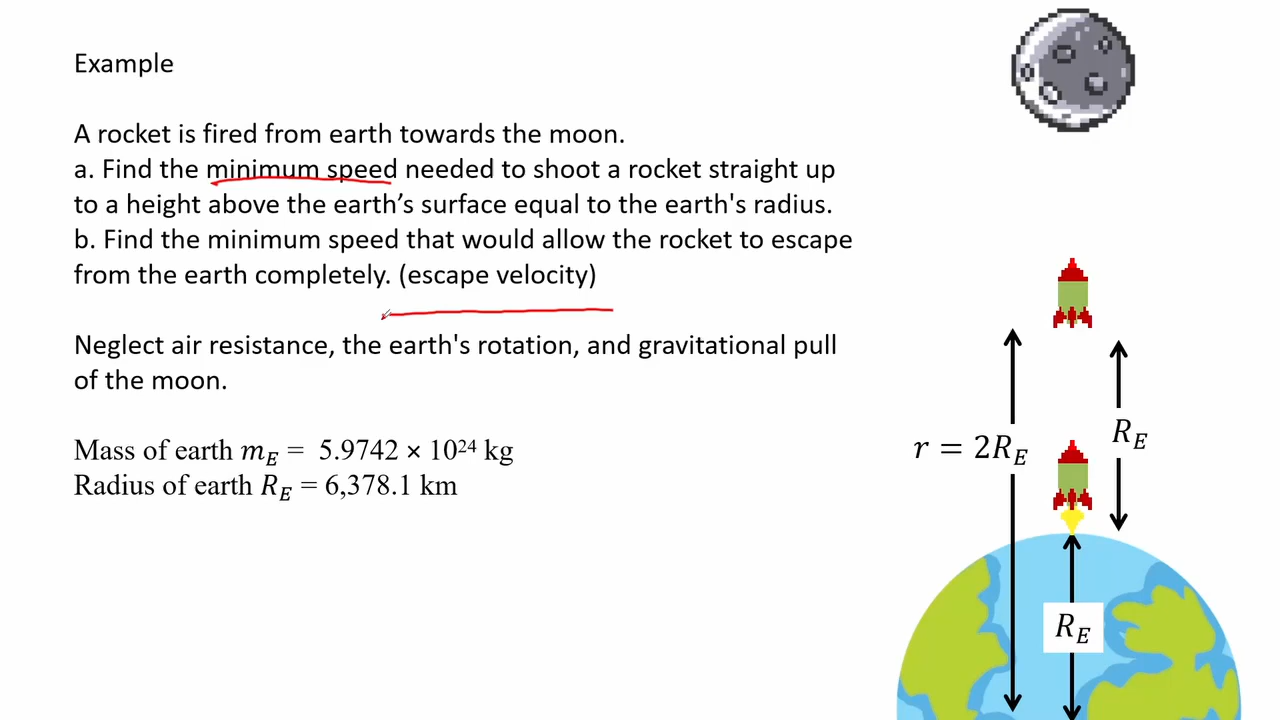 Example
A rocket is fired from earth towards the moon.
a. Find the minimum speed needed to shoot a rocket straight up
to a height above the earth’s surface equal to the earth's radius.
b. Find the minimum speed that would allow the rocket to escape
from the earth completely. (escape velocity)
Neglect air resistance, the earth's rotation, and gravitational pull
of the moon.
Mass of earth m_E = 5.9742 × 10²⁴ kg
Radius of earth R_E = 6,378.1 km
r = 2R_E
R_E
R_E